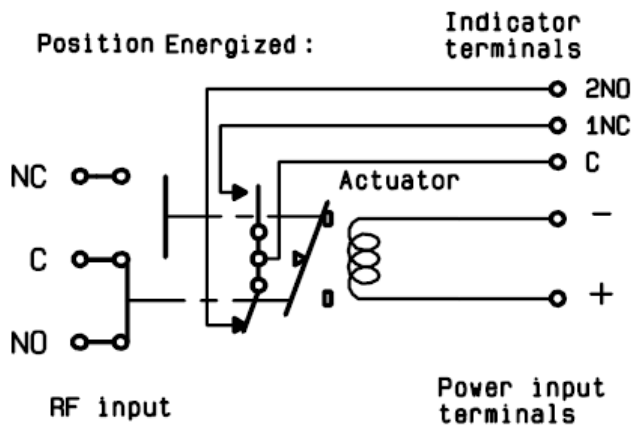 Position Energized :
Indicator
terminals
2NO
1NC
C
NC
Actuator
-
C
+
NO
RF input
Power input
terminals